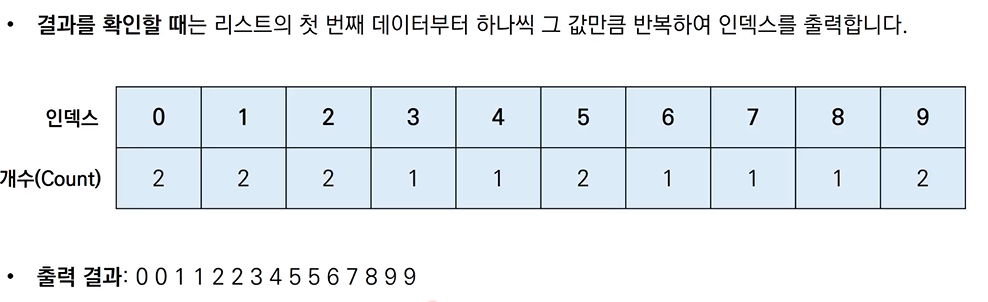 • 결과를 확인할 때는 리스트의 첫 번째 데이터부터 하나씩 그 값만큼 반복하여 인덱스를 출력합니다.
인덱스 0 1 2 3 4 5 6 7 8 9
개수(Count) 2 2 2 1 1 2 1 1 1 2
• 출력 결과: 0 0 1 1 2 2 3 4 5 5 6 7 8 9 9